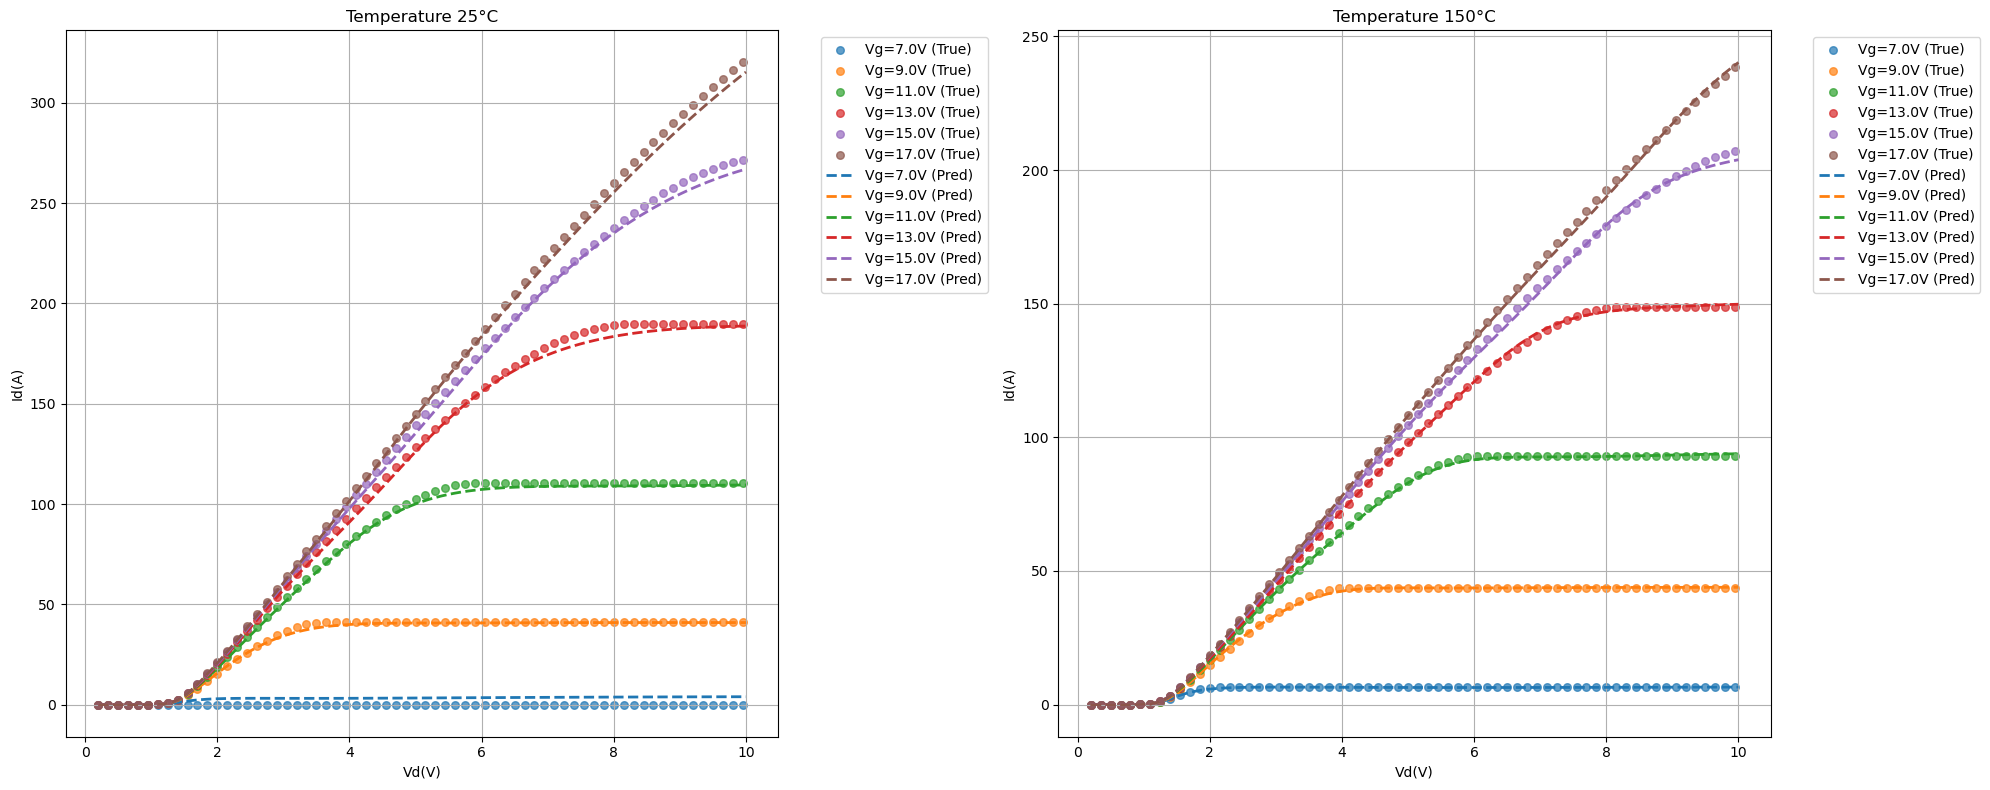 Temperature 25°C
Id(A)
300
250
200
150
100
50
0
0 2 4 6 8 10
Vd(V)
Vg=7.0V (True)
Vg=9.0V (True)
Vg=11.0V (True)
Vg=13.0V (True)
Vg=15.0V (True)
Vg=17.0V (True)
Vg=7.0V (Pred)
Vg=9.0V (Pred)
Vg=11.0V (Pred)
Vg=13.0V (Pred)
Vg=15.0V (Pred)
Vg=17.0V (Pred)
Temperature 150°C
Id(A)
250
200
150
100
50
0
0 2 4 6 8 10
Vd(V)
Vg=7.0V (True)
Vg=9.0V (True)
Vg=11.0V (True)
Vg=13.0V (True)
Vg=15.0V (True)
Vg=17.0V (True)
Vg=7.0V (Pred)
Vg=9.0V (Pred)
Vg=11.0V (Pred)
Vg=13.0V (Pred)
Vg=15.0V (Pred)
Vg=17.0V (Pred)